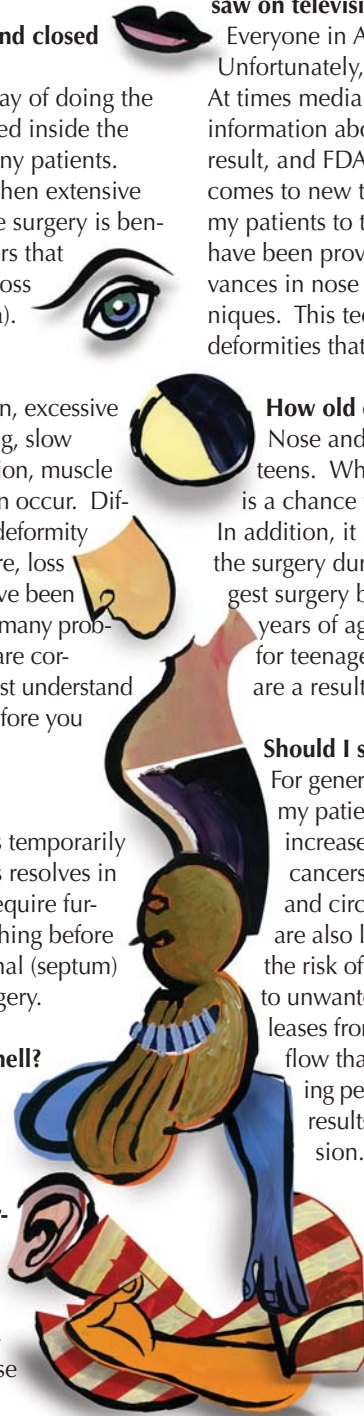 nd closed
ay of doing the
ed inside the
ny patients.
hen extensive
e surgery is ben-
rs that
oss
a).
n, excessive
g, slow
ion, muscle
n occur. Dif-
deformity
re, loss
ve been
many prob-
are cor-
st understand
fore you
s temporarily
s resolves in
equire fur-
hing before
nal (septum)
gery.
nell?
r-
se
saw on televisi
Everyone in A
Unfortunately,
At times media
information abo
result, and FDA
comes to new t
my patients to t
have been prov
vances in nose
niques. This tec
deformities that
How old
Nose and
teens. Wh
is a chance
In addition, it
the surgery dur
gest surgery b
years of ag
for teenage
are a result
Should I s
For gener
my patie
increase
cancers
and circ
are also l
the risk of
to unwante
leases from
flow tha
ing pe
results
sion.